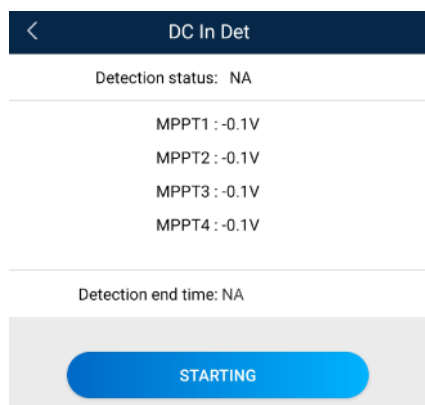 DC In Det
Detection status: NA
MPPT1 : -0.1V
MPPT2 : -0.1V
MPPT3 : -0.1V
MPPT4 : -0.1V
Detection end time: NA
STARTING